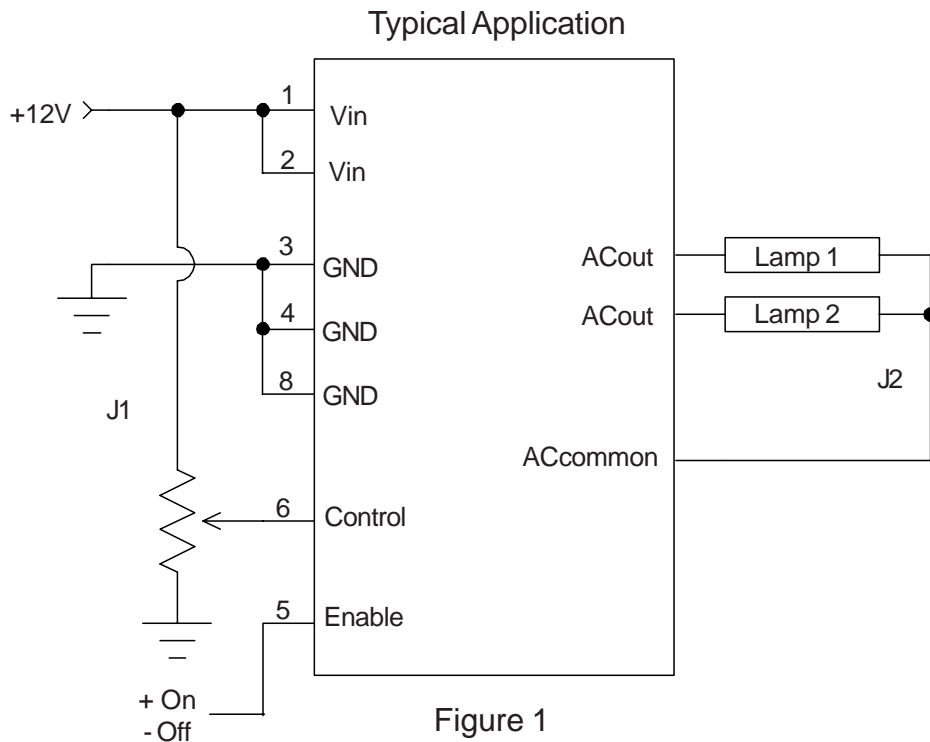 Typical Application
+12V
1
Vin
2
Vin
3
GND
4
GND
8
GND
J1
6
Control
5
Enable
+ On
- Off
ACout
Lamp 1
ACout
Lamp 2
J2
ACcommon
Figure 1